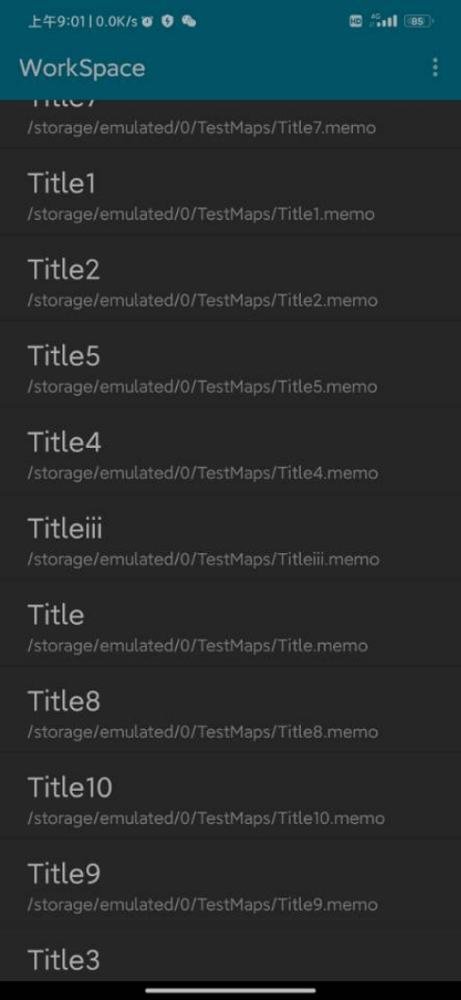 上午9:01 | 0.0K/s
HD 4G 85
WorkSpace
Title7
/storage/emulated/0/TestMaps/Title7.memo
Title1
/storage/emulated/0/TestMaps/Title1.memo
Title2
/storage/emulated/0/TestMaps/Title2.memo
Title5
/storage/emulated/0/TestMaps/Title5.memo
Title4
/storage/emulated/0/TestMaps/Title4.memo
Titleiii
/storage/emulated/0/TestMaps/Titleiii.memo
Title
/storage/emulated/0/TestMaps/Title.memo
Title8
/storage/emulated/0/TestMaps/Title8.memo
Title10
/storage/emulated/0/TestMaps/Title10.memo
Title9
/storage/emulated/0/TestMaps/Title9.memo
Title3